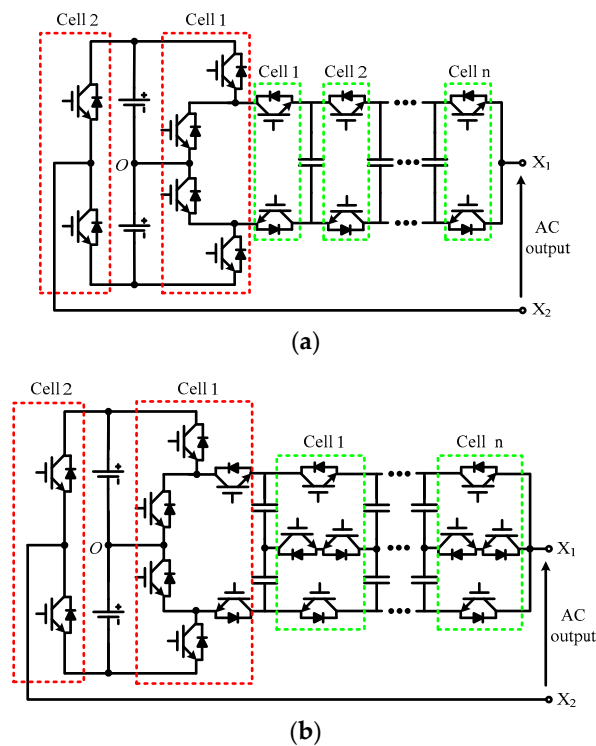 Cell 2
Cell 1
Cell 1
Cell 2
Cell n
+
O
+
X1
AC
output
X2
(a)
Cell 2
Cell 1
Cell 1
Cell n
+
O
+
X1
AC
output
X2
(b)